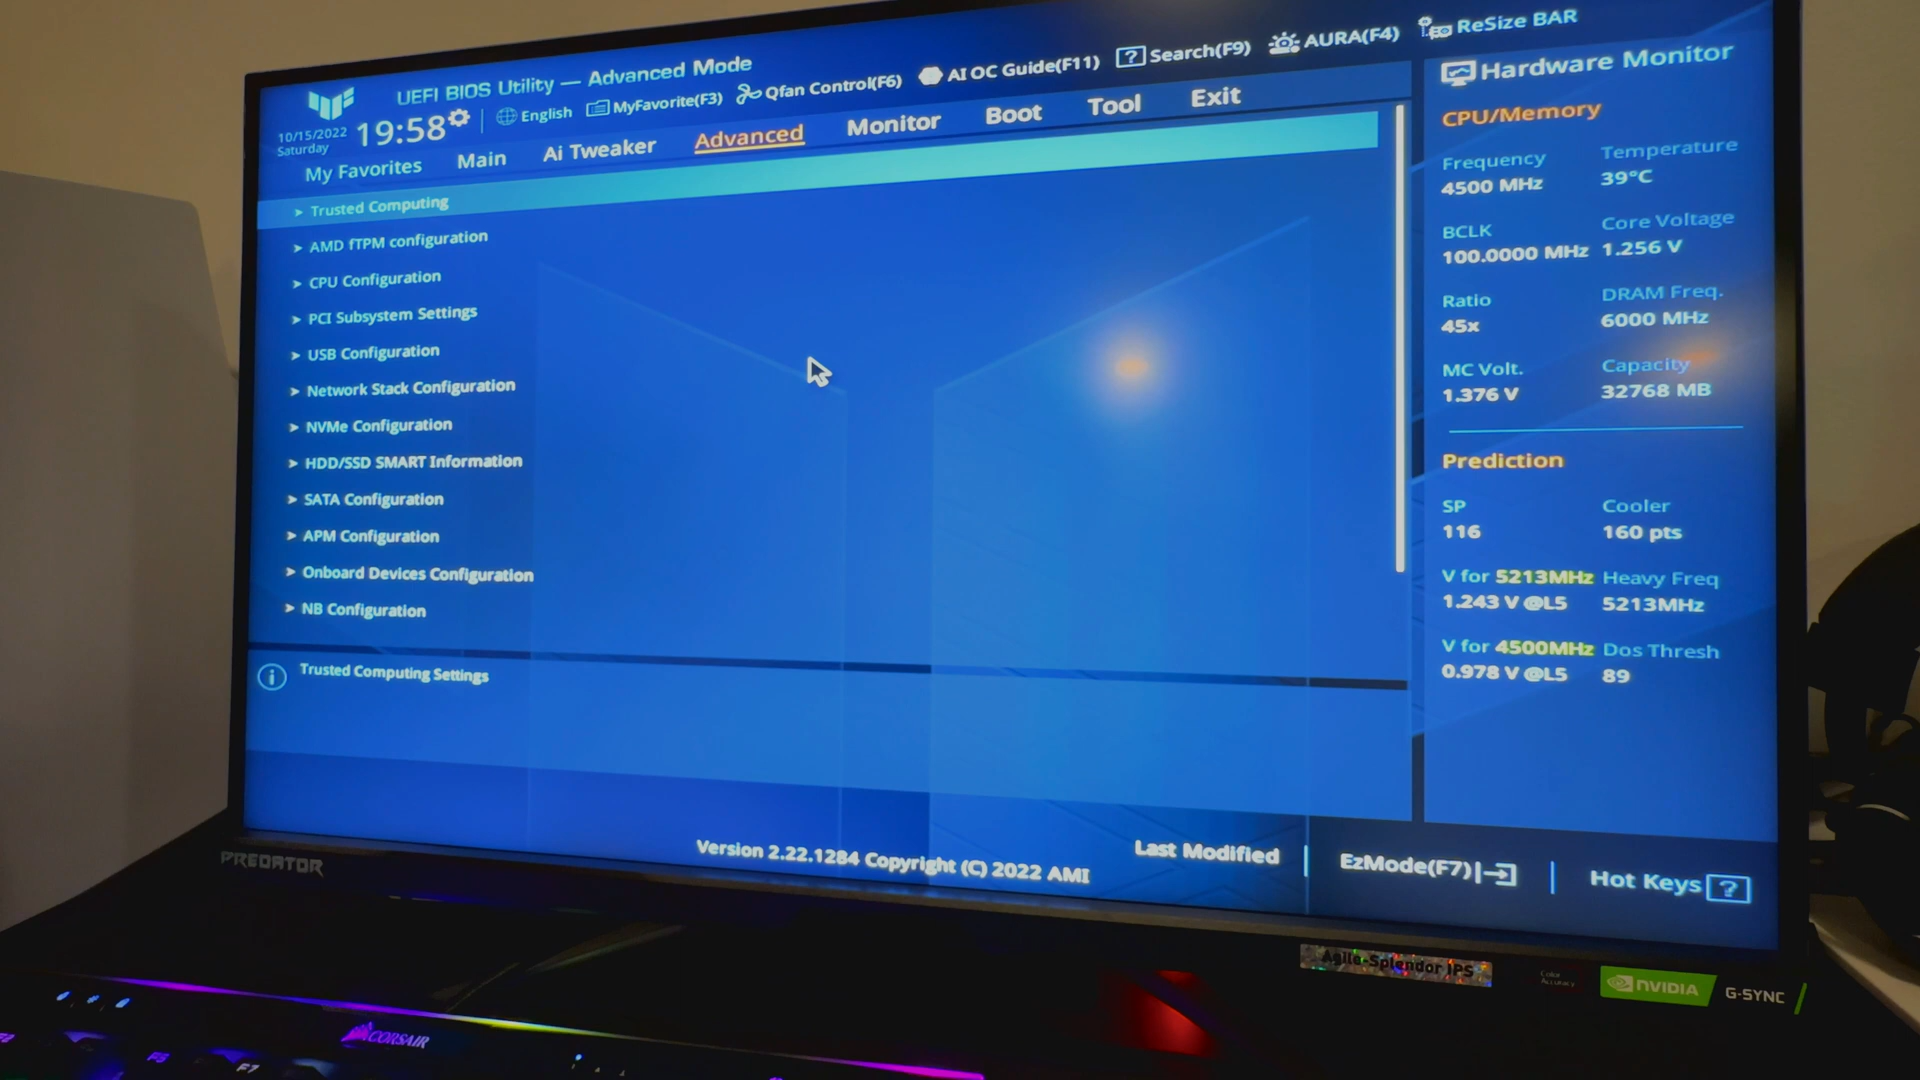 UEFI BIOS Utility — Advanced Mode
10/15/2022
Saturday
19:58
English
MyFavorite(F3)
Qfan Control(F6)
AI OC Guide(F11)
Search(F9)
AURA(F4)
ReSize BAR
My Favorites
Main
Ai Tweaker
Advanced
Monitor
Boot
Tool
Exit
> Trusted Computing
> AMD fTPM configuration
> CPU Configuration
> PCI Subsystem Settings
> USB Configuration
> Network Stack Configuration
> NVMe Configuration
> HDD/SSD SMART Information
> SATA Configuration
> APM Configuration
> Onboard Devices Configuration
> NB Configuration
Trusted Computing Settings
Hardware Monitor
CPU/Memory
Frequency Temperature
4500 MHz 39°C
BCLK Core Voltage
100.0000 MHz 1.256 V
Ratio DRAM Freq.
45x 6000 MHz
MC Volt. Capacity
1.376 V 32768 MB
Prediction
SP Cooler
116 160 pts
V for 5213MHz Heavy Freq
1.243 V @L5 5213MHz
V for 4500MHz Dos Thresh
0.978 V @L5 89
Version 2.22.1284 Copyright (C) 2022 AMI
Last Modified
EzMode(F7)
Hot Keys ?
PREDATOR
Agile-Splendor IPS
Color
Accuracy
NVIDIA
G-SYNC
CORSAIR
F5
F7